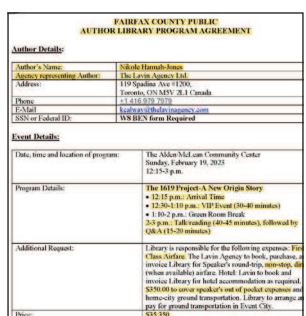 FAIRFAX COUNTY PUBLIC
AUTHOR LIBRARY PROGRAM AGREEMENT
Author Details:
Author's Name: Nikole Hannah-Jones
Agency representing Author: The Lavin Agency Ltd.
Address: 119 Spadina Ave #1200,
Toronto, ON M5V 2L1 Canada
Phone +1.416.979.7979
E-Mail kcalway@thelavinagency.com
SSN or Federal ID: W8 BEN form Required
Event Details:
Date, time and location of program: The Alden/McLean Community Center
Sunday, February 19, 2023
12:15-3 p.m.
Program Details: The 1619 Project-A New Origin Story
• 12:15 p.m.: Arrival Time
• 12:30-1:10 p.m.: VIP Event (30-40 minutes)
• 1:10-2 p.m.: Green Room Break
2-3 p.m.: Talk/reading (40-45 minutes), followed by
Q&A (15-20 minutes)
Additional Request: Library is responsible for the following expenses: First
Class Airfare. The Lavin Agency to book, purchase, a
invoice Library for Speaker's round-trip, non-stop, dir
(when available) airfare. Hotel: Lavin to book and
invoice Library for hotel accommodation as required.
$350.00 to cover speaker's out of pocket expenses and
home-city ground transportation. Library to arrange a
pay for ground transportation in Event City.
Price: $35,350